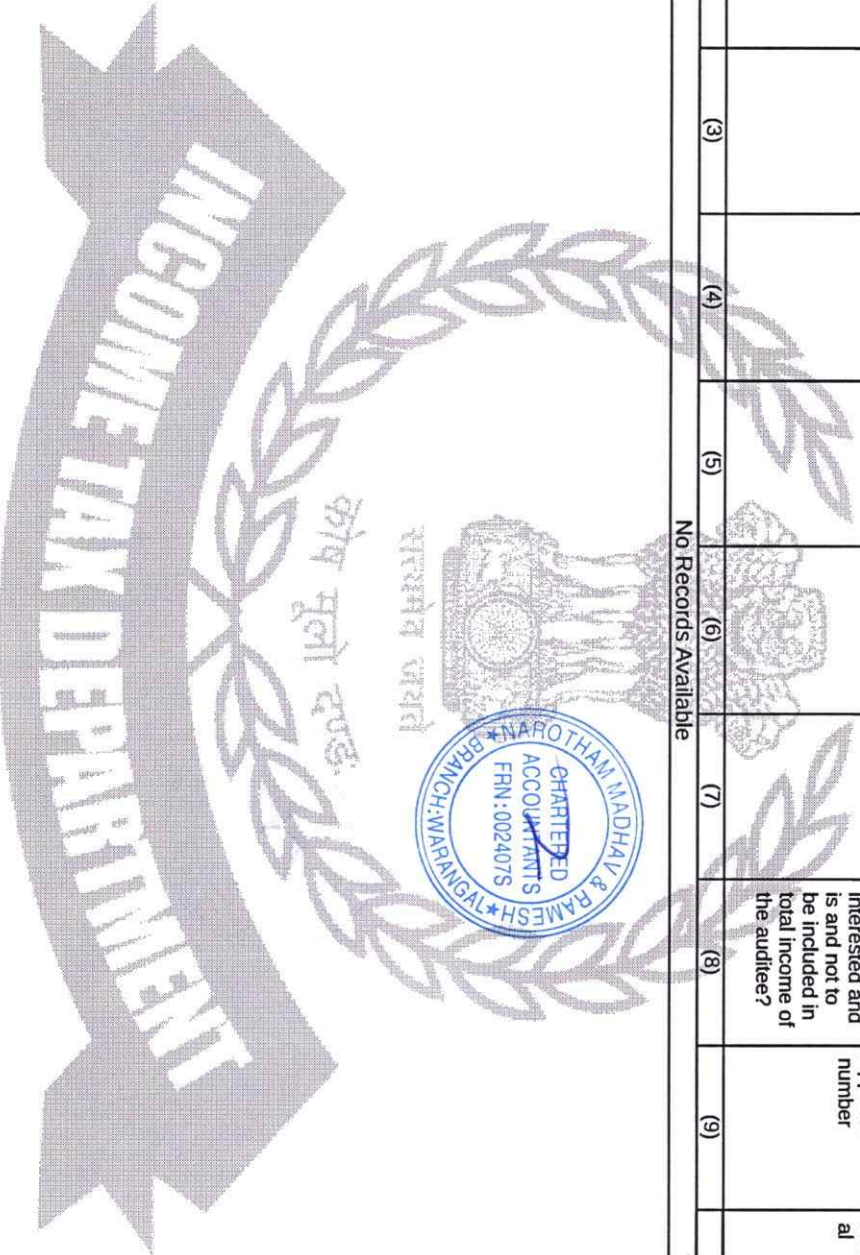 interested and
is and not to
be included in
total income of
the auditee?
number
al
(3) (4) (5) (6) (7) (8) (9)
No Records Available
सत्यमेव जयते
कोष मूलो दण्ड:
INCOME TAX DEPARTMENT
NAROTHAM MADHAV & RAMESH
CHARTERED
ACCOUNTANTS
FRN:002407S
BRANCH:WARANGAL